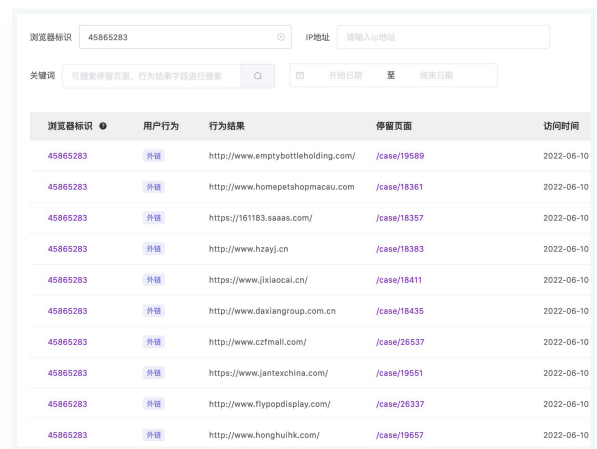 浏览器标识 45865283 IP地址 请输入ip地址
关键词 可搜索停留页面、行为结果字段进行搜索 开始日期 至 结束日期
浏览器标识 用户行为 行为结果 停留页面 访问时间
45865283 外链 http://www.emptybottleholding.com/ /case/19589 2022-06-10
45865283 外链 http://www.homepetshopmacau.com /case/18361 2022-06-10
45865283 外链 https://161183.saaas.com/ /case/18357 2022-06-10
45865283 外链 http://www.hzayj.cn /case/18383 2022-06-10
45865283 外链 https://www.jixiaocai.cn/ /case/18411 2022-06-10
45865283 外链 http://www.daxiangroup.com.cn /case/18435 2022-06-10
45865283 外链 http://www.czfmall.com/ /case/26537 2022-06-10
45865283 外链 https://www.jantexchina.com/ /case/19551 2022-06-10
45865283 外链 http://www.flypopdisplay.com/ /case/26337 2022-06-10
45865283 外链 http://www.honghuihk.com/ /case/19657 2022-06-10